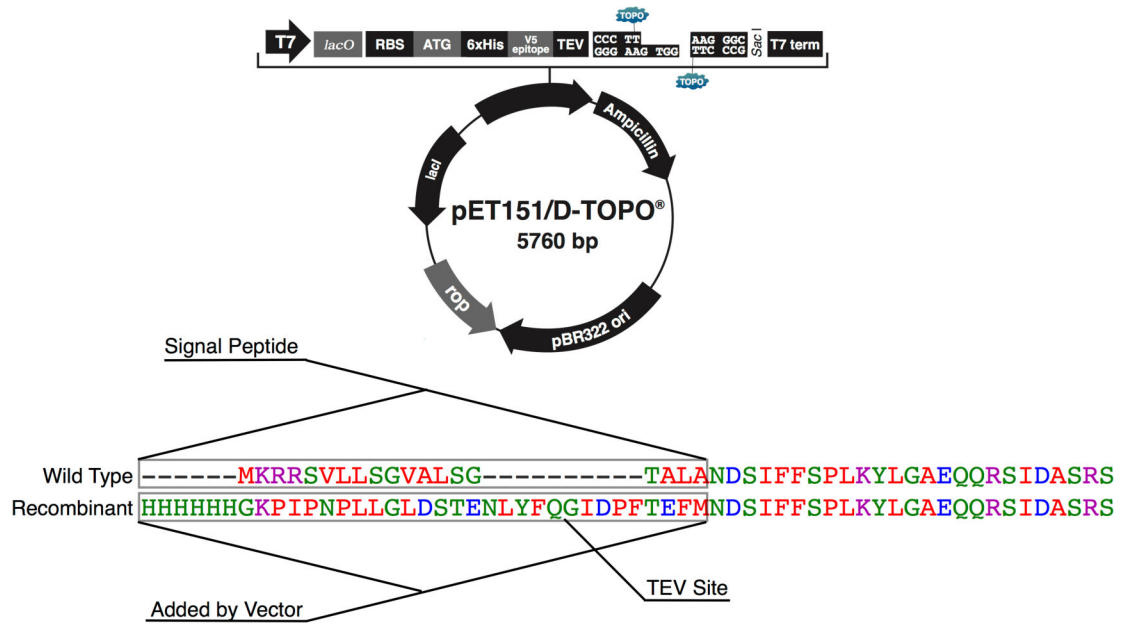 TOPO
T7 lacO RBS ATG 6xHis V5 epitope TEV CCC TT GGG AAG TGG AAG GGC TTC CCG Sac I T7 term
TOPO
Ampicillin
lacI
pET151/D-TOPO®
5760 bp
rop
pBR322 ori
Signal Peptide
Wild Type ------MKRRSVLLSGVALSG----------TALANDSIFFSPLKYLGAEQQRSIDASRS
Recombinant HHHHHHGKPIPNPLLGLDSTENLYFQGIDPFTEFMNDSIFFSPLKYLGAEQQRSIDASRS
TEV Site
Added by Vector